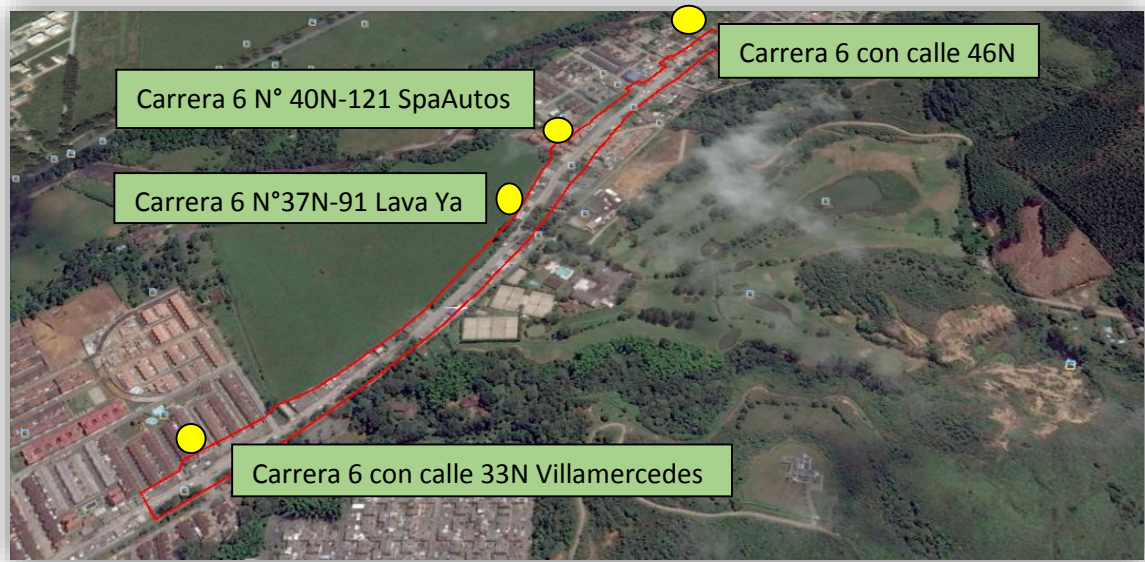 Carrera 6 con calle 46N
Carrera 6 N° 40N-121 SpaAutos
Carrera 6 N°37N-91 Lava Ya
Carrera 6 con calle 33N Villamercedes